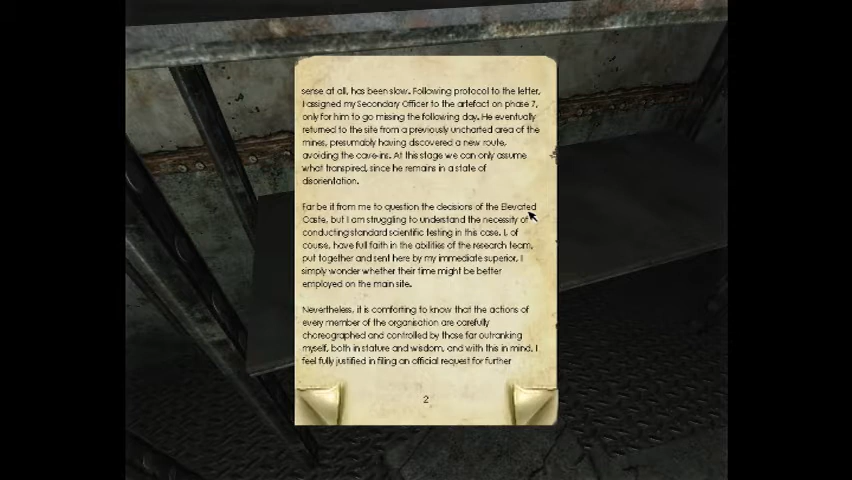 sense at all, has been slow. Following protocol to the letter,
I assigned my Secondary Officer to the artefact on phase 7,
only for him to go missing the following day. He eventually
returned to the site from a previously uncharted area of the
mines, presumably having discovered a new route,
avoiding the cave-ins. At this stage we can only assume
what transpired, since he remains in a state of
disorientation.
Far be it from me to question the decisions of the Elevated
Caste, but I am struggling to understand the necessity of
conducting standard scientific testing in this case. I, of
course, have full faith in the abilities of the research team,
put together and sent here by my immediate superior, I
simply wonder whether their time might be better
employed on the main site.
Nevertheless, it is comforting to know that the actions of
every member of the organisation are carefully
choreographed and controlled by those far outranking
myself, both in stature and wisdom, and with this in mind, I
feel fully justified in filing an official request for further
2